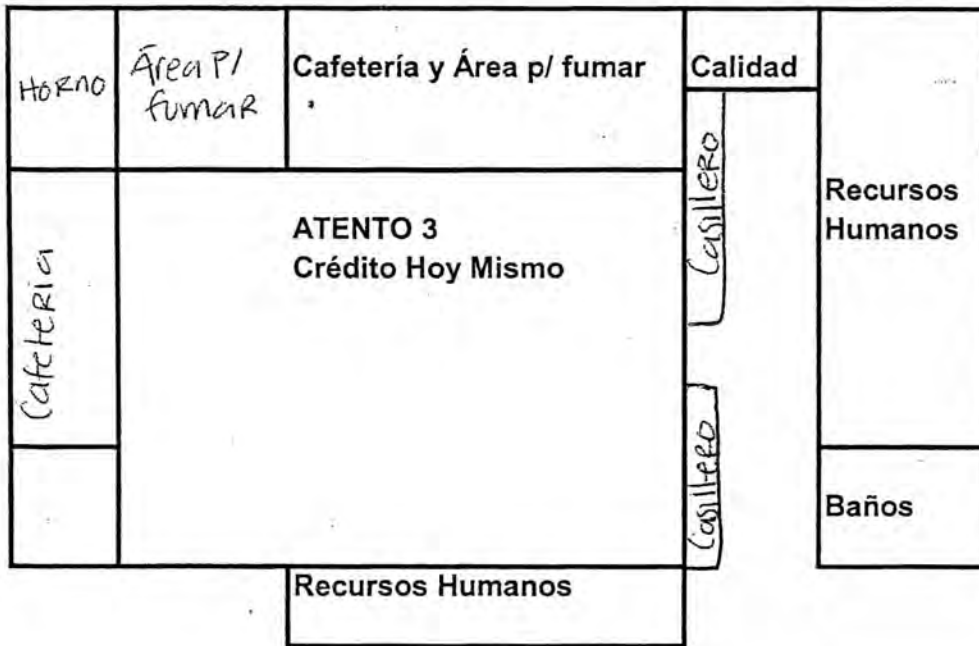 HORNO
Área P/
fumar
Cafetería y Área p/ fumar
Calidad
Casillero
Recursos
Humanos
ATENTO 3
Crédito Hoy Mismo
Cafeteria
Casillero
Baños
Recursos Humanos